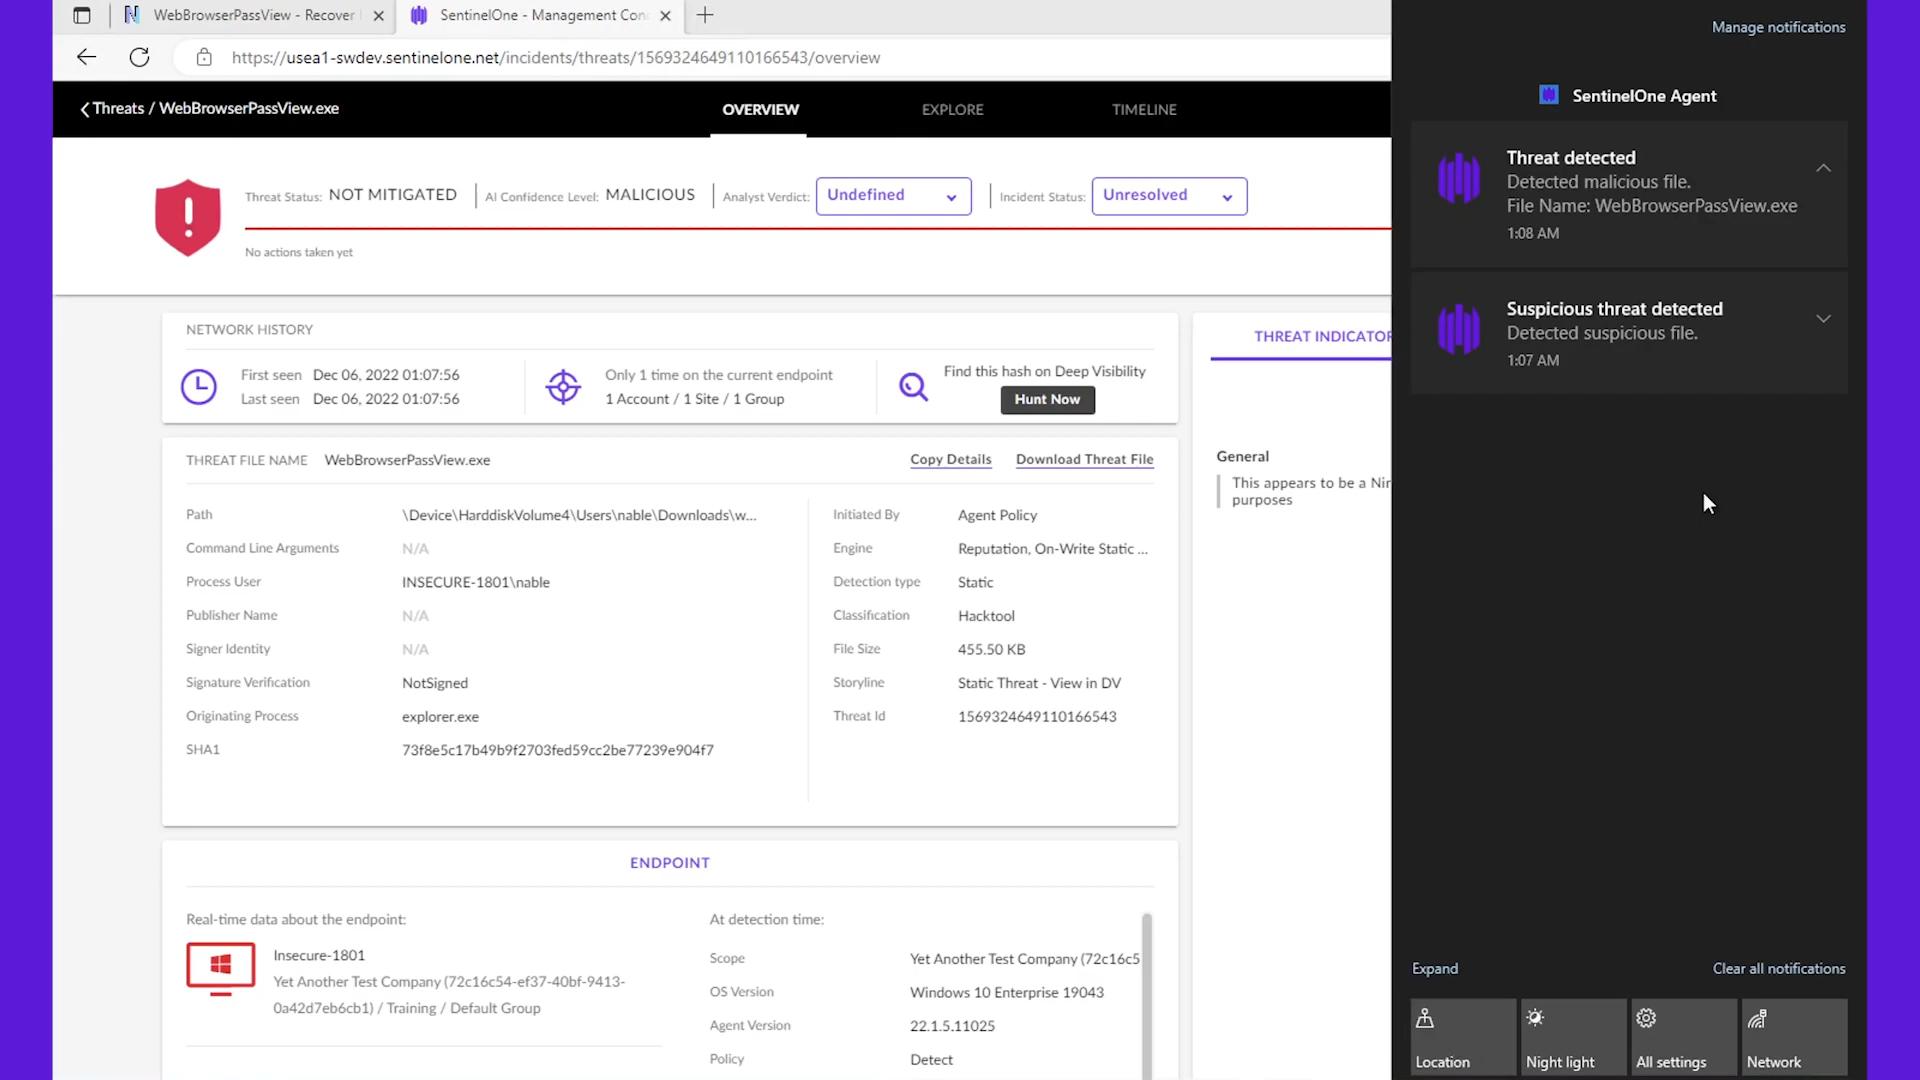 WebBrowserPassView - Recover
SentinelOne - Management Con
https://usea1-swdev.sentinelone.net/incidents/threats/1569324649110166543/overview
Threats / WebBrowserPassView.exe
OVERVIEW
EXPLORE
TIMELINE
Threat Status: NOT MITIGATED
AI Confidence Level: MALICIOUS
Analyst Verdict: Undefined
Incident Status: Unresolved
No actions taken yet
NETWORK HISTORY
First seen Dec 06, 2022 01:07:56
Last seen Dec 06, 2022 01:07:56
Only 1 time on the current endpoint
1 Account / 1 Site / 1 Group
Find this hash on Deep Visibility
Hunt Now
THREAT FILE NAME WebBrowserPassView.exe
Copy Details
Download Threat File
Path \Device\HarddiskVolume4\Users\nable\Downloads\w...
Command Line Arguments N/A
Process User INSECURE-1801\nable
Publisher Name N/A
Signer Identity N/A
Signature Verification NotSigned
Originating Process explorer.exe
SHA1 73f8e5c17b49b9f2703fed59cc2be77239e904f7
Initiated By Agent Policy
Engine Reputation, On-Write Static ...
Detection type Static
Classification Hacktool
File Size 455.50 KB
Storyline Static Threat - View in DV
Threat Id 1569324649110166543
THREAT INDICATOR
General
This appears to be a Nir
purposes
ENDPOINT
Real-time data about the endpoint:
Insecure-1801
Yet Another Test Company (72c16c54-ef37-40bf-9413-
0a42d7eb6cb1) / Training / Default Group
At detection time:
Scope Yet Another Test Company (72c16c5
OS Version Windows 10 Enterprise 19043
Agent Version 22.1.5.11025
Policy Detect
Manage notifications
SentinelOne Agent
Threat detected
Detected malicious file.
File Name: WebBrowserPassView.exe
1:08 AM
Suspicious threat detected
Detected suspicious file.
1:07 AM
Expand
Clear all notifications
Location
Night light
All settings
Network